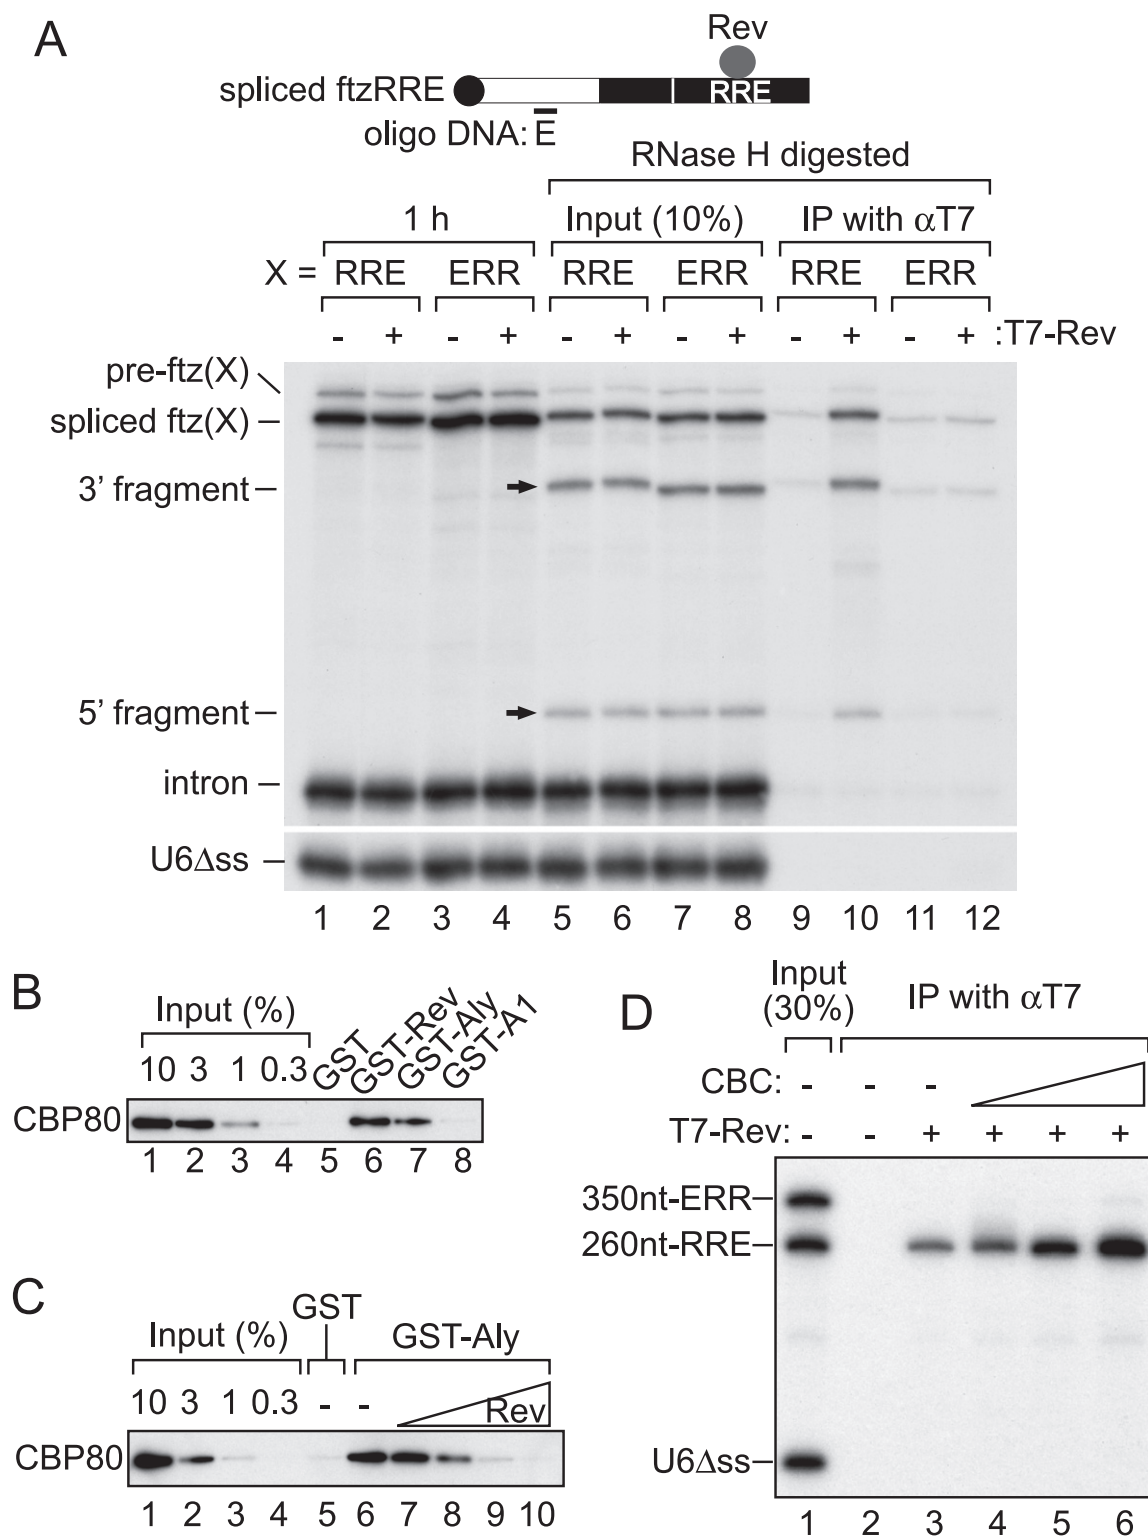 A
Rev
spliced ftzRRE
RRE
oligo DNA: E
RNase H digested
1 h
Input (10%)
IP with αT7
X = RRE ERR RRE ERR RRE ERR
- + - + - + - + - + - + :T7-Rev
pre-ftz(X)
spliced ftz(X)
3' fragment
5' fragment
intron
U6Δss
1 2 3 4 5 6 7 8 9 10 11 12
B
Input (%)
10 3 1 0.3 GST GST-Rev GST-Aly GST-A1
CBP80
1 2 3 4 5 6 7 8
C
GST
Input (%)
GST-Aly
10 3 1 0.3 - - Rev
CBP80
1 2 3 4 5 6 7 8 9 10
D
Input
(30%)
IP with αT7
CBC: - - -
T7-Rev: - - + + + +
350nt-ERR
260nt-RRE
U6Δss
1 2 3 4 5 6